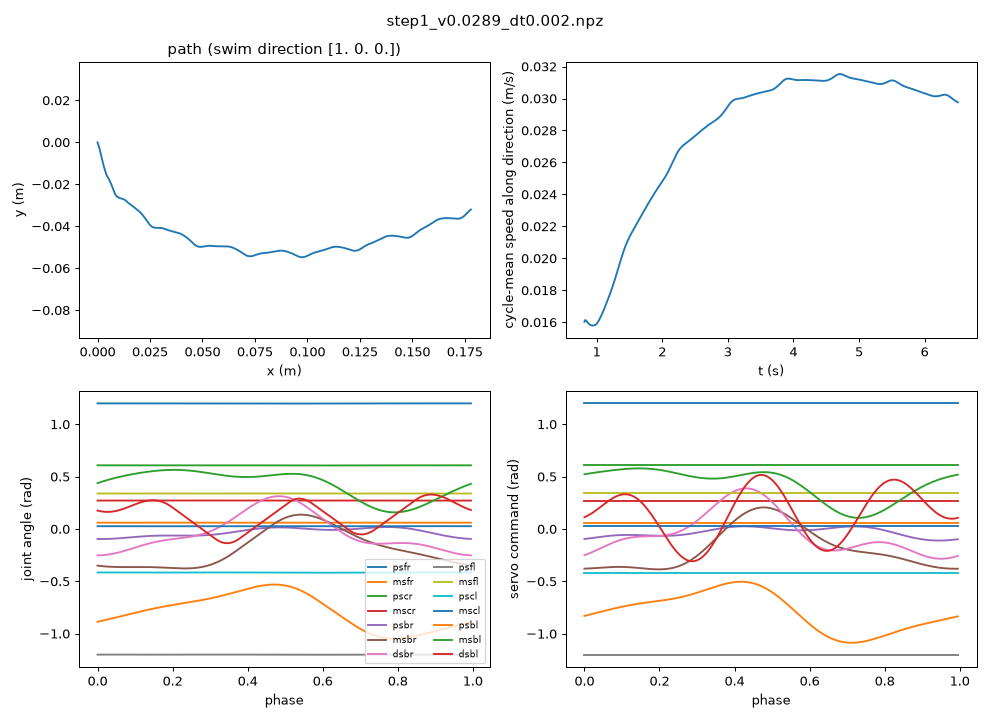 step1_v0.0289_dt0.002.npz
path (swim direction [1. 0. 0.])
0.02
0.00
−0.02
−0.04
−0.06
−0.08
y (m)
0.000 0.025 0.050 0.075 0.100 0.125 0.150 0.175
x (m)
0.032
0.030
0.028
0.026
0.024
0.022
0.020
0.018
0.016
cycle-mean speed along direction (m/s)
1 2 3 4 5 6
t (s)
1.0
0.5
0.0
−0.5
−1.0
joint angle (rad)
psfr psfl
msfr msfl
pscr pscl
mscr mscl
psbr psbl
msbr msbl
dsbr dsbl
0.0 0.2 0.4 0.6 0.8 1.0
phase
1.0
0.5
0.0
−0.5
−1.0
servo command (rad)
0.0 0.2 0.4 0.6 0.8 1.0
phase